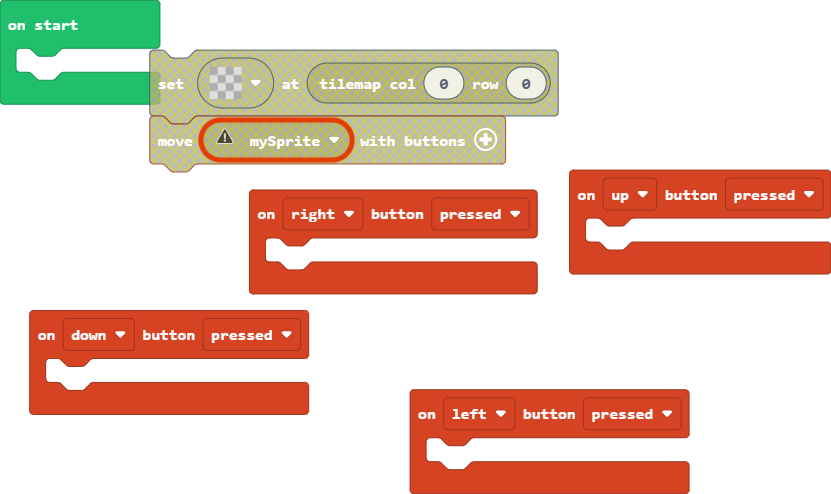 on start
set at tilemap col 0 row 0
move mySprite with buttons
on right button pressed
on up button pressed
on down button pressed
on left button pressed